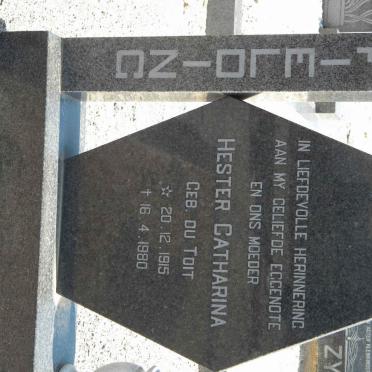 FIELDING
IN LIEFDEVOLLE HERINNERING
AAN MY GELIEFDE EGGENOTE
EN ONS MOEDER
HESTER CATHARINA
GEB. DU TOIT
☆ 20.12.1915
✝ 16.4.1980